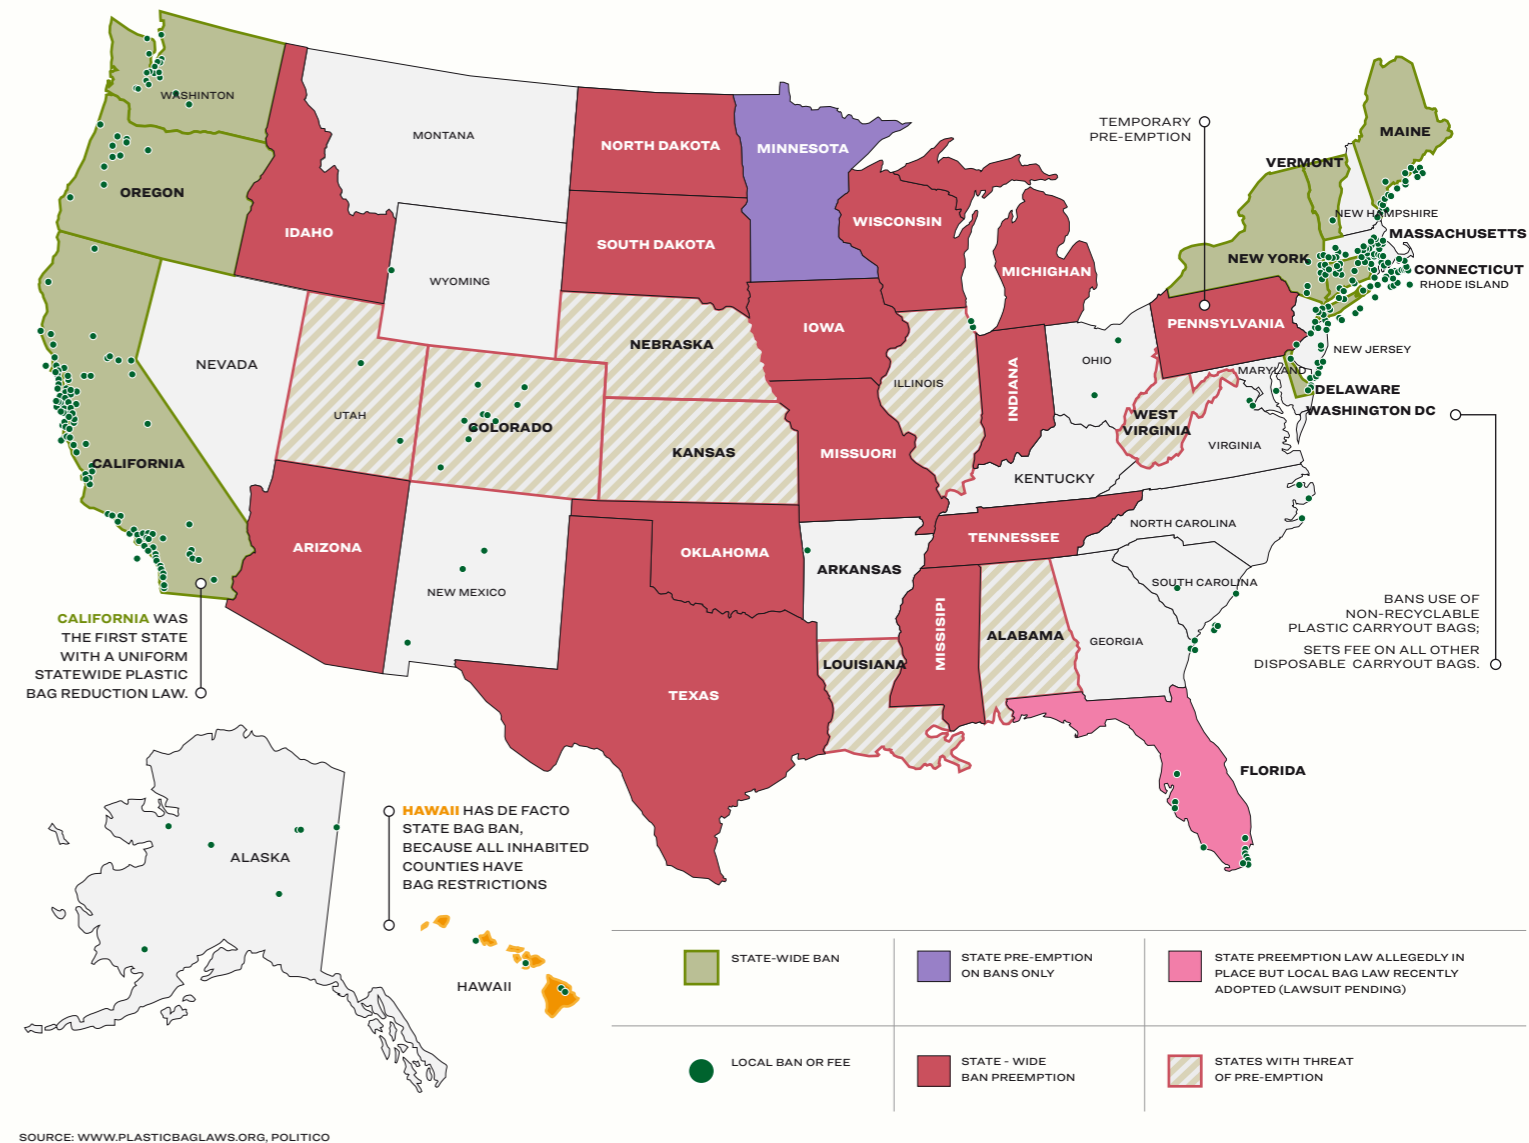 WASHINTON
MONTANA
NORTH DAKOTA
MINNESOTA
TEMPORARY
PRE-EMPTION
MAINE
VERMONT
OREGON
IDAHO
SOUTH DAKOTA
WISCONSIN
NEW HAMPSHIRE
MASSACHUSETTS
NEW YORK
CONNECTICUT
RHODE ISLAND
WYOMING
MICHIGHAN
NEVADA
NEBRASKA
IOWA
PENNSYLVANIA
NEW JERSEY
ILLINOIS
INDIANA
OHIO
MARYLAND
DELAWARE
WASHINGTON DC
UTAH
COLORADO
KANSAS
MISSUORI
WEST
VIRGINIA
VIRGINIA
CALIFORNIA
KENTUCKY
ARIZONA
NEW MEXICO
OKLAHOMA
ARKANSAS
TENNESSEE
NORTH CAROLINA
SOUTH CAROLINA
MISSISIPI
ALABAMA
GEORGIA
LOUISIANA
TEXAS
FLORIDA
BANS USE OF
NON-RECYCLABLE
PLASTIC CARRYOUT BAGS;
SETS FEE ON ALL OTHER
DISPOSABLE CARRYOUT BAGS.
CALIFORNIA WAS
THE FIRST STATE
WITH A UNIFORM
STATEWIDE PLASTIC
BAG REDUCTION LAW.
ALASKA
HAWAII HAS DE FACTO
STATE BAG BAN,
BECAUSE ALL INHABITED
COUNTIES HAVE
BAG RESTRICTIONS
HAWAII
STATE-WIDE BAN
STATE PRE-EMPTION
ON BANS ONLY
STATE PREEMPTION LAW ALLEGEDLY IN
PLACE BUT LOCAL BAG LAW RECENTLY
ADOPTED (LAWSUIT PENDING)
LOCAL BAN OR FEE
STATE - WIDE
BAN PREEMPTION
STATES WITH THREAT
OF PRE-EMPTION
SOURCE: WWW.PLASTICBAGLAWS.ORG, POLITICO